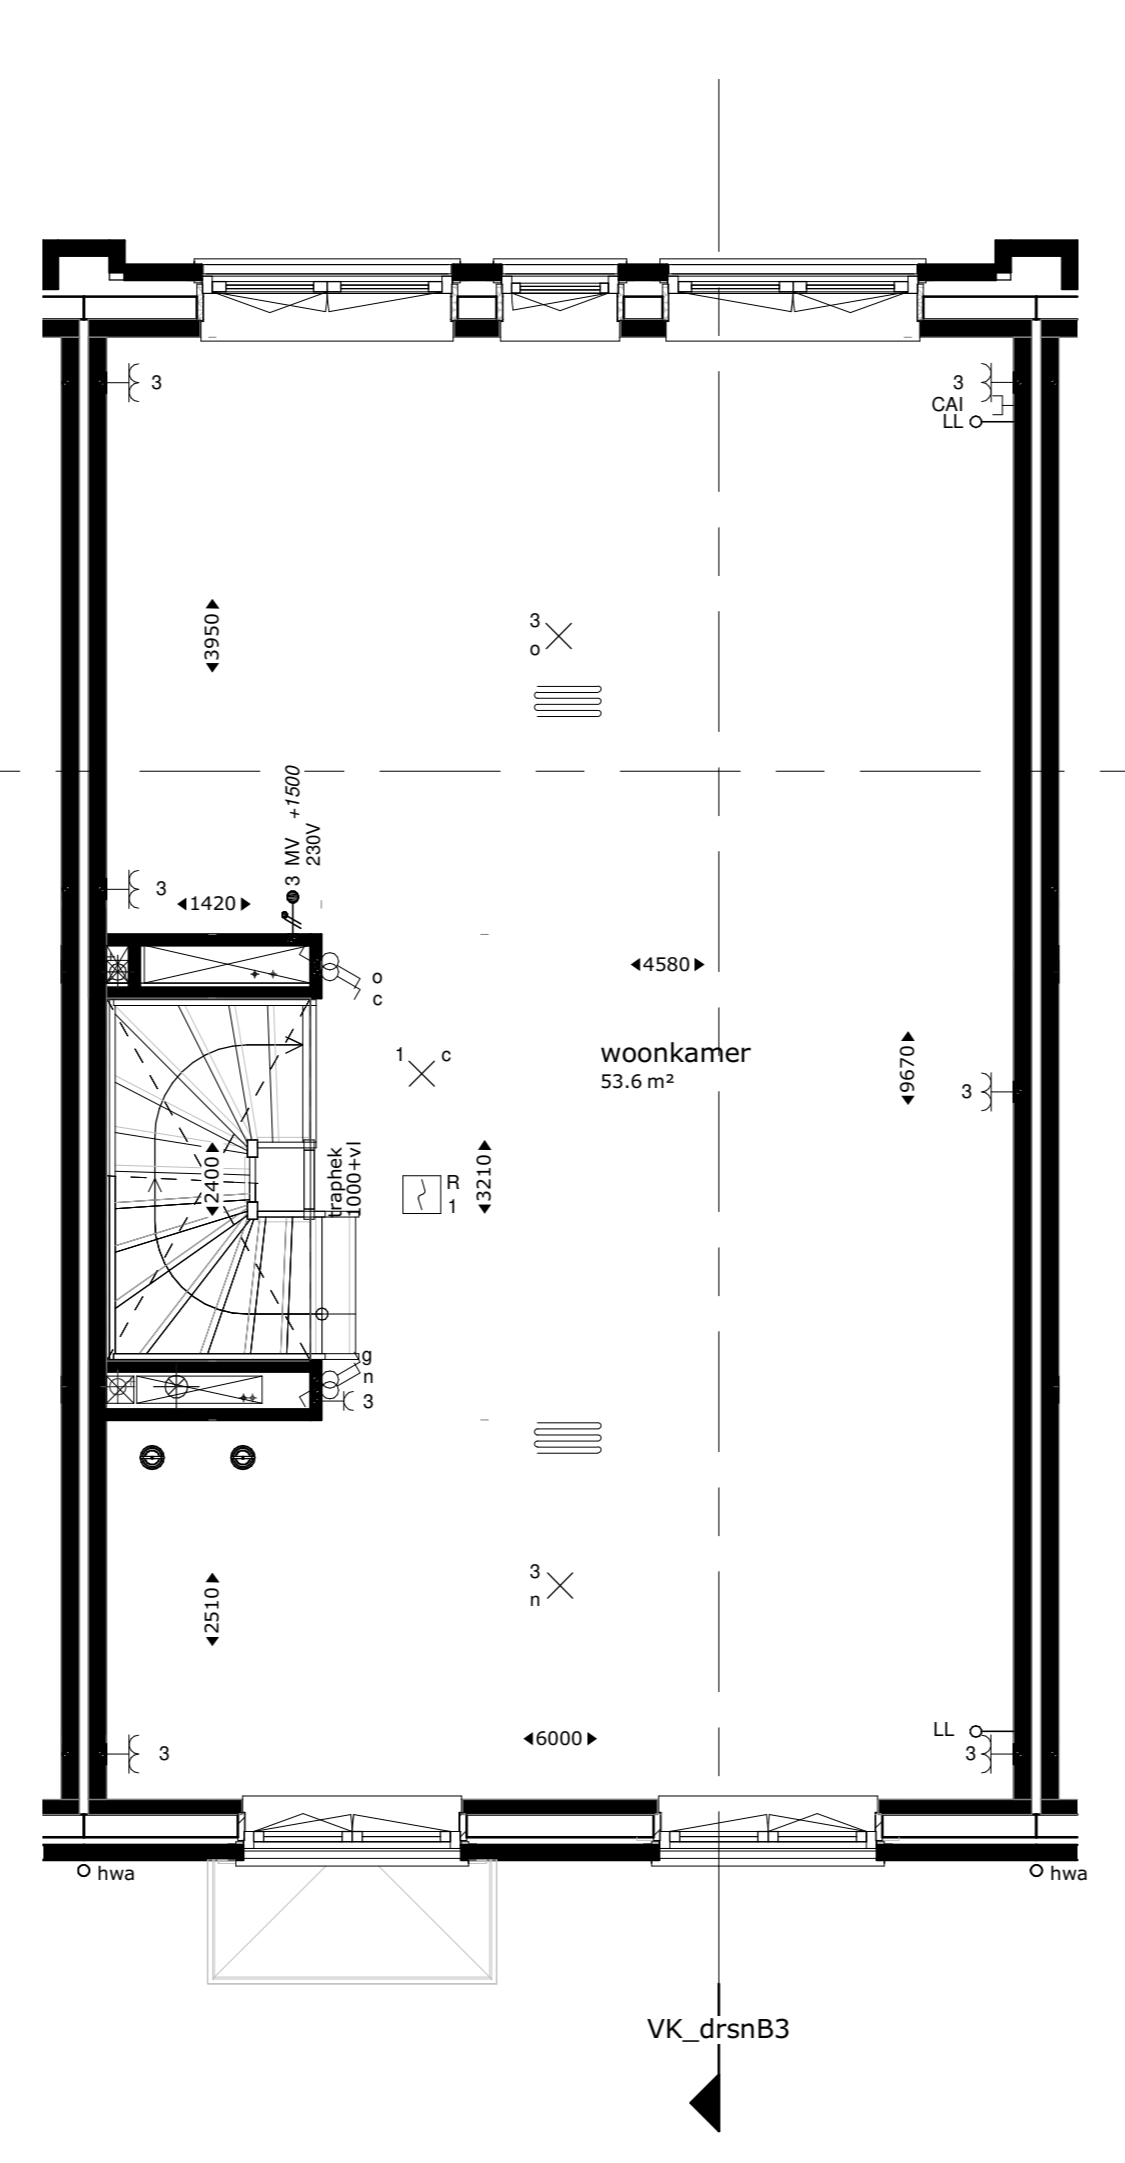 3
3
CAI
LL
3950
3
o
3 MV +1500
230V
3
1420
4580
o
c
1 c
woonkamer
53.6 m²
9670
3
2400
traphek
1000+vl
R
1
3210
g
n
3
3
n
2510
LL
6000
3
3
hwa
hwa
VK_drsnB3